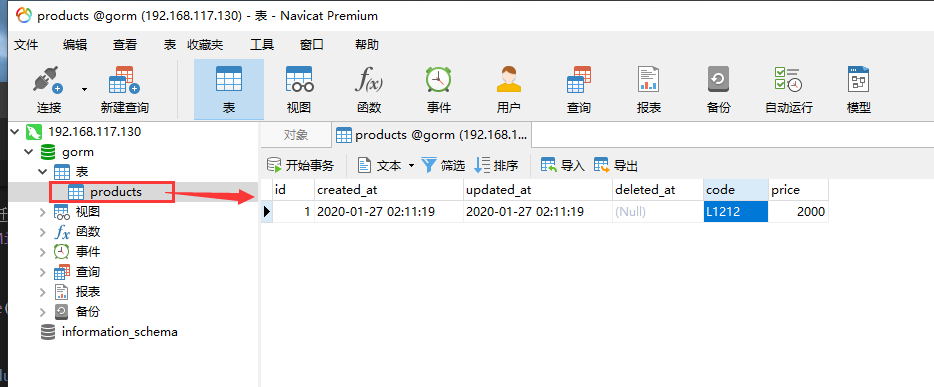 products @gorm (192.168.117.130) - 表 - Navicat Premium
文件 编辑 查看 表 收藏夹 工具 窗口 帮助
连接 新建查询 表 视图 函数 事件 用户 查询 报表 备份 自动运行 模型
192.168.117.130
gorm
表
products
视图
函数
事件
查询
报表
备份
information_schema
对象 products @gorm (192.168.1...
开始事务 文本 筛选 排序 导入 导出
id created_at updated_at deleted_at code price
1 2020-01-27 02:11:19 2020-01-27 02:11:19 (Null) L1212 2000